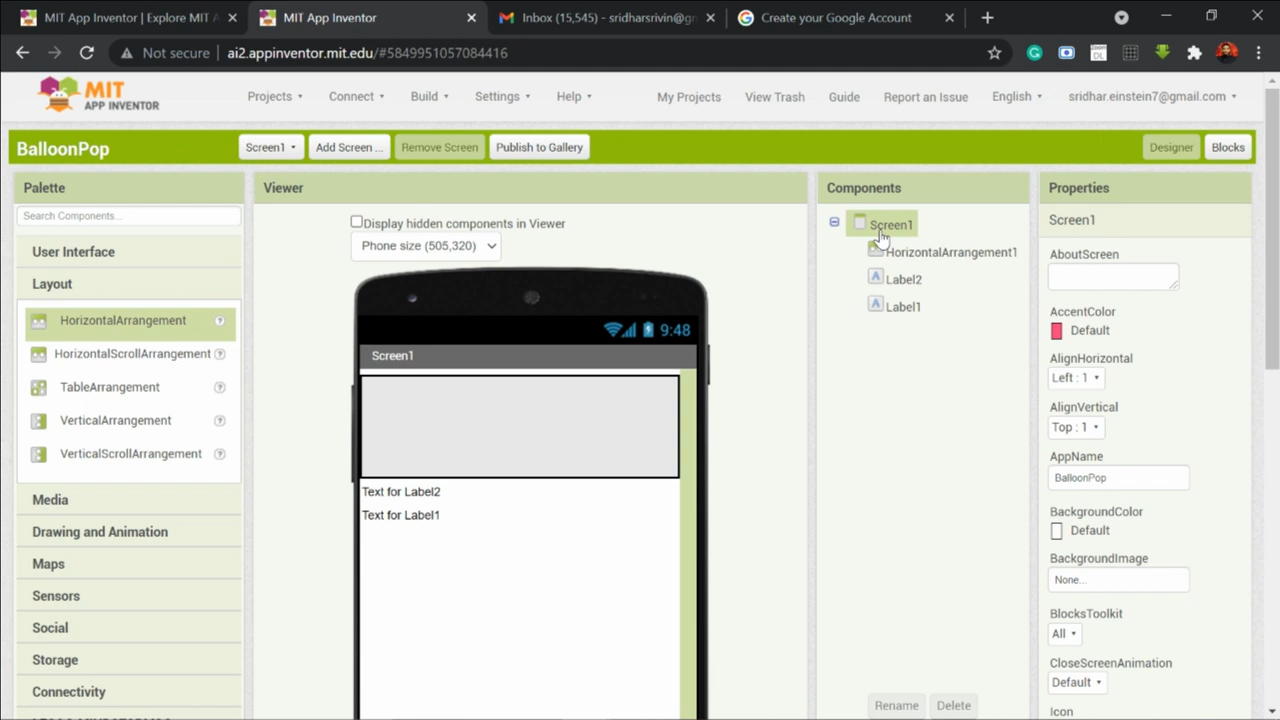 MIT App Inventor | Explore MIT A
MIT App Inventor
Inbox (15,545) - sridharsrivin@gn
Create your Google Account
Not secure
ai2.appinventor.mit.edu/#5849951057084416
MIT
APP INVENTOR
Projects
Connect
Build
Settings
Help
My Projects
View Trash
Guide
Report an Issue
English
sridhar.einstein7@gmail.com
BalloonPop
Screen1
Add Screen ...
Remove Screen
Publish to Gallery
Designer
Blocks
Palette
Search Components...
User Interface
Layout
HorizontalArrangement
HorizontalScrollArrangement
TableArrangement
VerticalArrangement
VerticalScrollArrangement
Media
Drawing and Animation
Maps
Sensors
Social
Storage
Connectivity
Viewer
Display hidden components in Viewer
Phone size (505,320)
9:48
Screen1
Text for Label2
Text for Label1
Components
Screen1
HorizontalArrangement1
Label2
Label1
Rename
Delete
Properties
Screen1
AboutScreen
AccentColor
Default
AlignHorizontal
Left : 1
AlignVertical
Top : 1
AppName
BalloonPop
BackgroundColor
Default
BackgroundImage
None...
BlocksToolkit
All
CloseScreenAnimation
Default
Icon